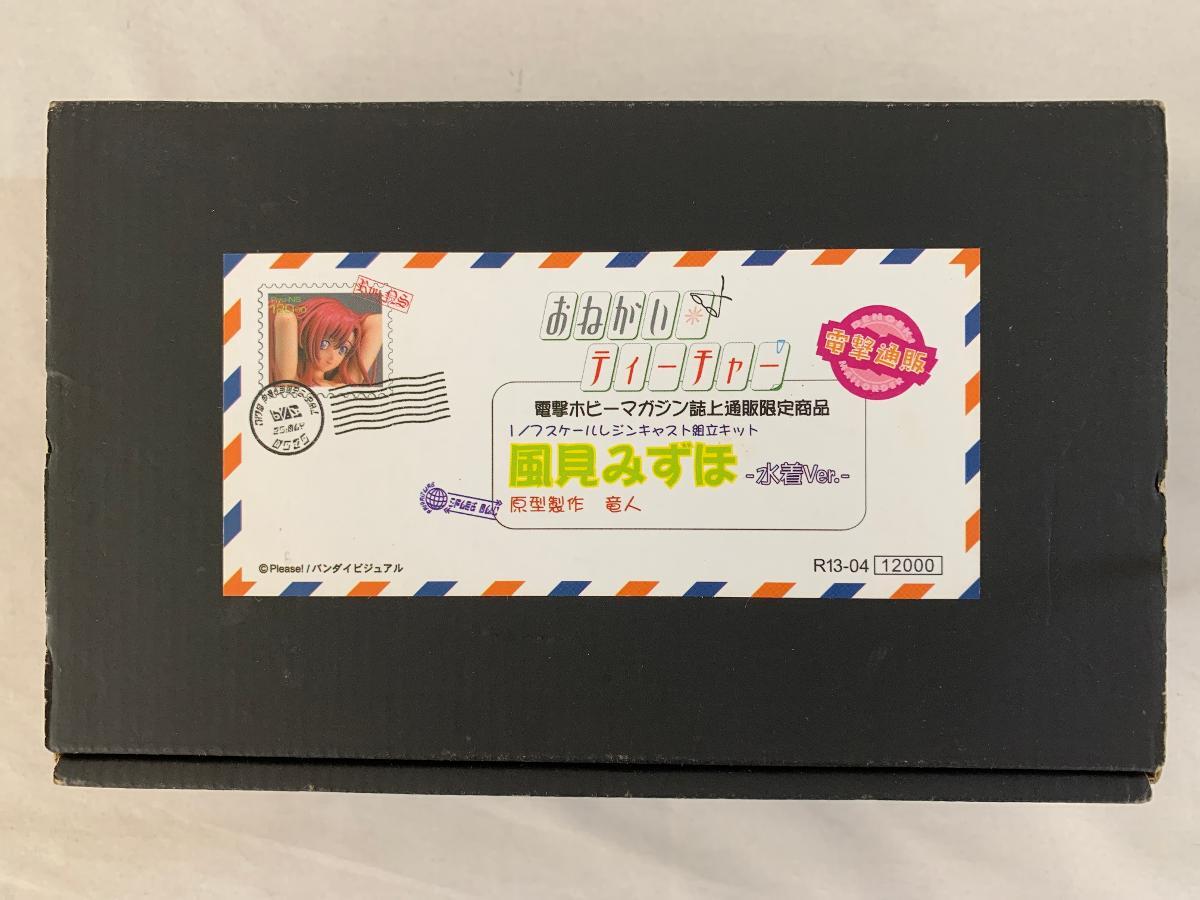 Ryu-NS
おねがい
ティーチャー
DENGEKI
電撃通販
MAILORDER
電撃ホビーマガジン誌上通販限定商品
1/7スケールレジンキャスト組立キット
風見みずほ -水着Ver.-
原型製作 竜人
©Please! / バンダイビジュアル
R13-04 12000